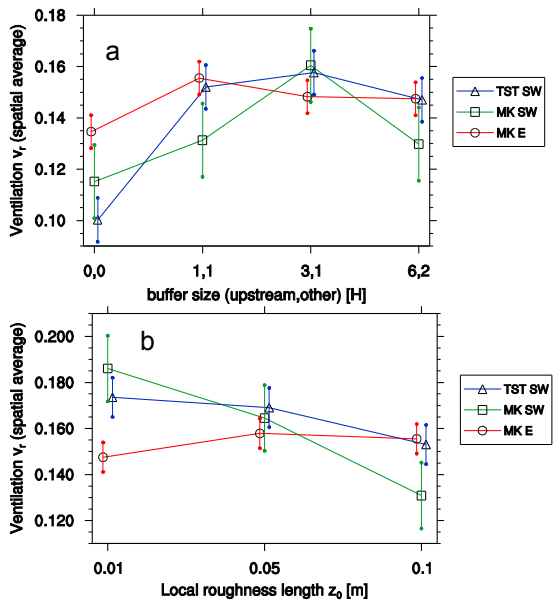 a
0.18
0.16
0.14
0.12
0.10
Ventilation vr (spatial average)
0,0
1,1
3,1
6,2
buffer size (upstream,other) [H]
TST SW
MK SW
MK E
b
0.200
0.180
0.160
0.140
0.120
Ventilation vr (spatial average)
0.01
0.05
0.1
Local roughness length z0 [m]
TST SW
MK SW
MK E